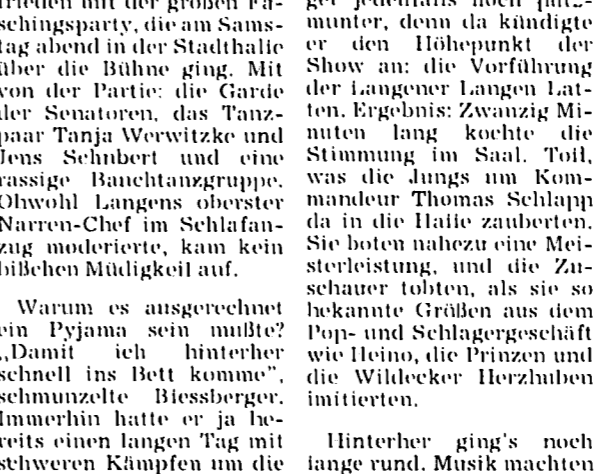 frieden mit der großen Fa-
schingsparty, die am Sams-
tag abend in der Stadthalle
über die Bühne ging. Mit
von der Partie: die Garde
der Senatoren, das Tanz-
paar Tanja Werwitzke und
Jens Schubert und eine
rassige Bauchtanzgruppe.
Obwohl Langens oberster
Narren-Chef im Schlafan-
zug moderierte, kam kein
bißchen Müdigkeit auf.
Warum es ausgerechnet
ein Pyjama sein mußte?
„Damit ich hinterher
schnell ins Bett komme”,
schmunzelte Biessberger.
Immerhin hatte er ja be-
reits einen langen Tag mit
schweren Kämpfen um die
jedenfalls noch
munter, denn da kündigte
er den Höhepunkt der
Show an: die Vorführung
der Langener Langen Lat-
ten. Ergebnis: Zwanzig Mi-
nuten lang kochte die
Stimmung im Saal. Toll,
was die Jungs um Kom-
mandeur Thomas Schlapp
da in die Halle zauberten.
Sie boten nahezu eine Mei-
sterleistung, und die Zu-
schauer tobten, als sie so
bekannte Größen aus dem
Pop- und Schlagergeschäft
wie Heino, die Prinzen und
die Wildecker Herzbuben
imitierten.
Hinterher ging's noch
lange rund. Musik machten